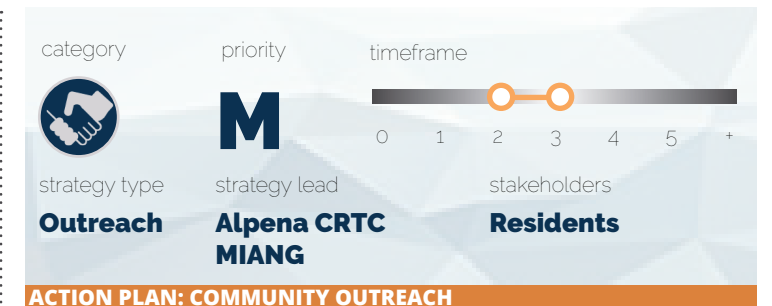 category priority timeframe
M
0 1 2 3 4 5 +
strategy type strategy lead stakeholders
Outreach Alpena CRTC Residents
MIANG
ACTION PLAN: COMMUNITY OUTREACH